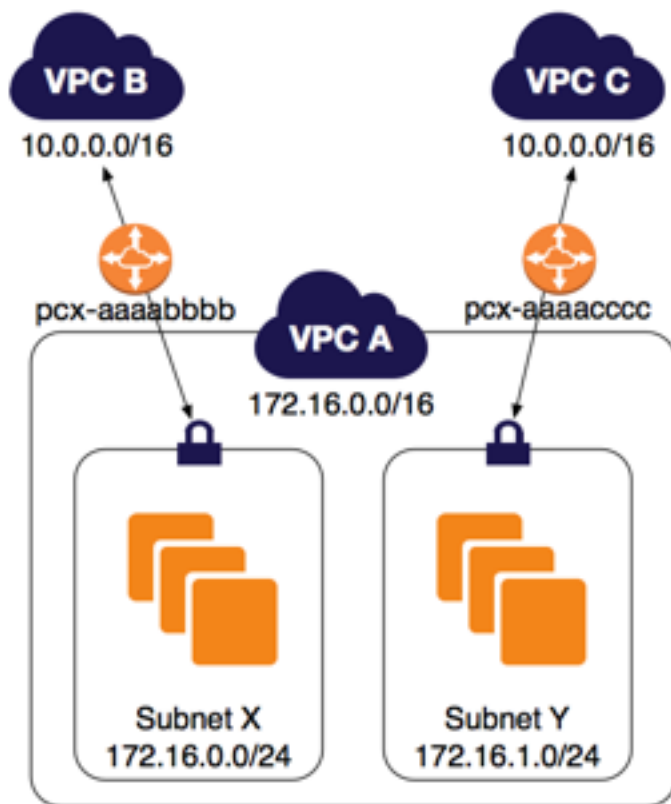 VPC B
VPC C
10.0.0.0/16
10.0.0.0/16
pcx-aaaabbbb
pcx-aaaacccc
VPC A
172.16.0.0/16
Subnet X
172.16.0.0/24
Subnet Y
172.16.1.0/24